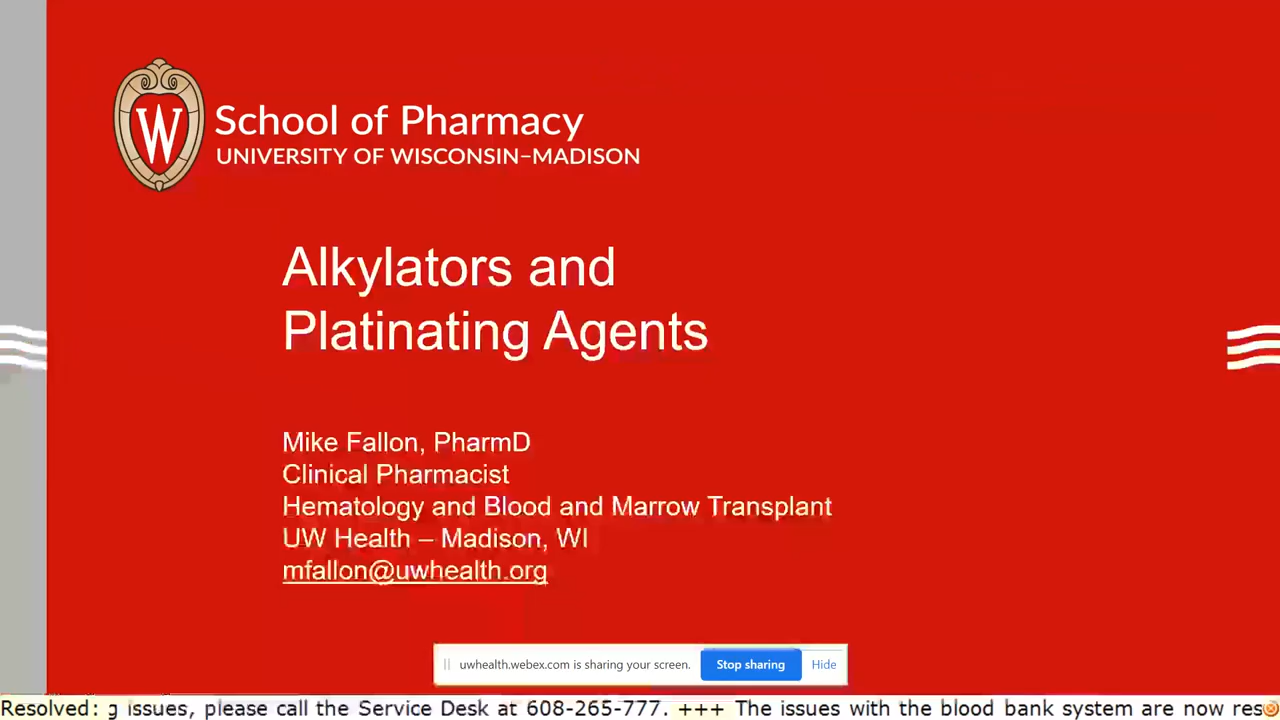 W
School of Pharmacy
UNIVERSITY OF WISCONSIN–MADISON
Alkylators and
Platinating Agents
Mike Fallon, PharmD
Clinical Pharmacist
Hematology and Blood and Marrow Transplant
UW Health – Madison, WI
mfallon@uwhealth.org
uwhealth.webex.com is sharing your screen. Stop sharing Hide
Resolved: g issues, please call the Service Desk at 608-265-777. +++ The issues with the blood bank system are now res